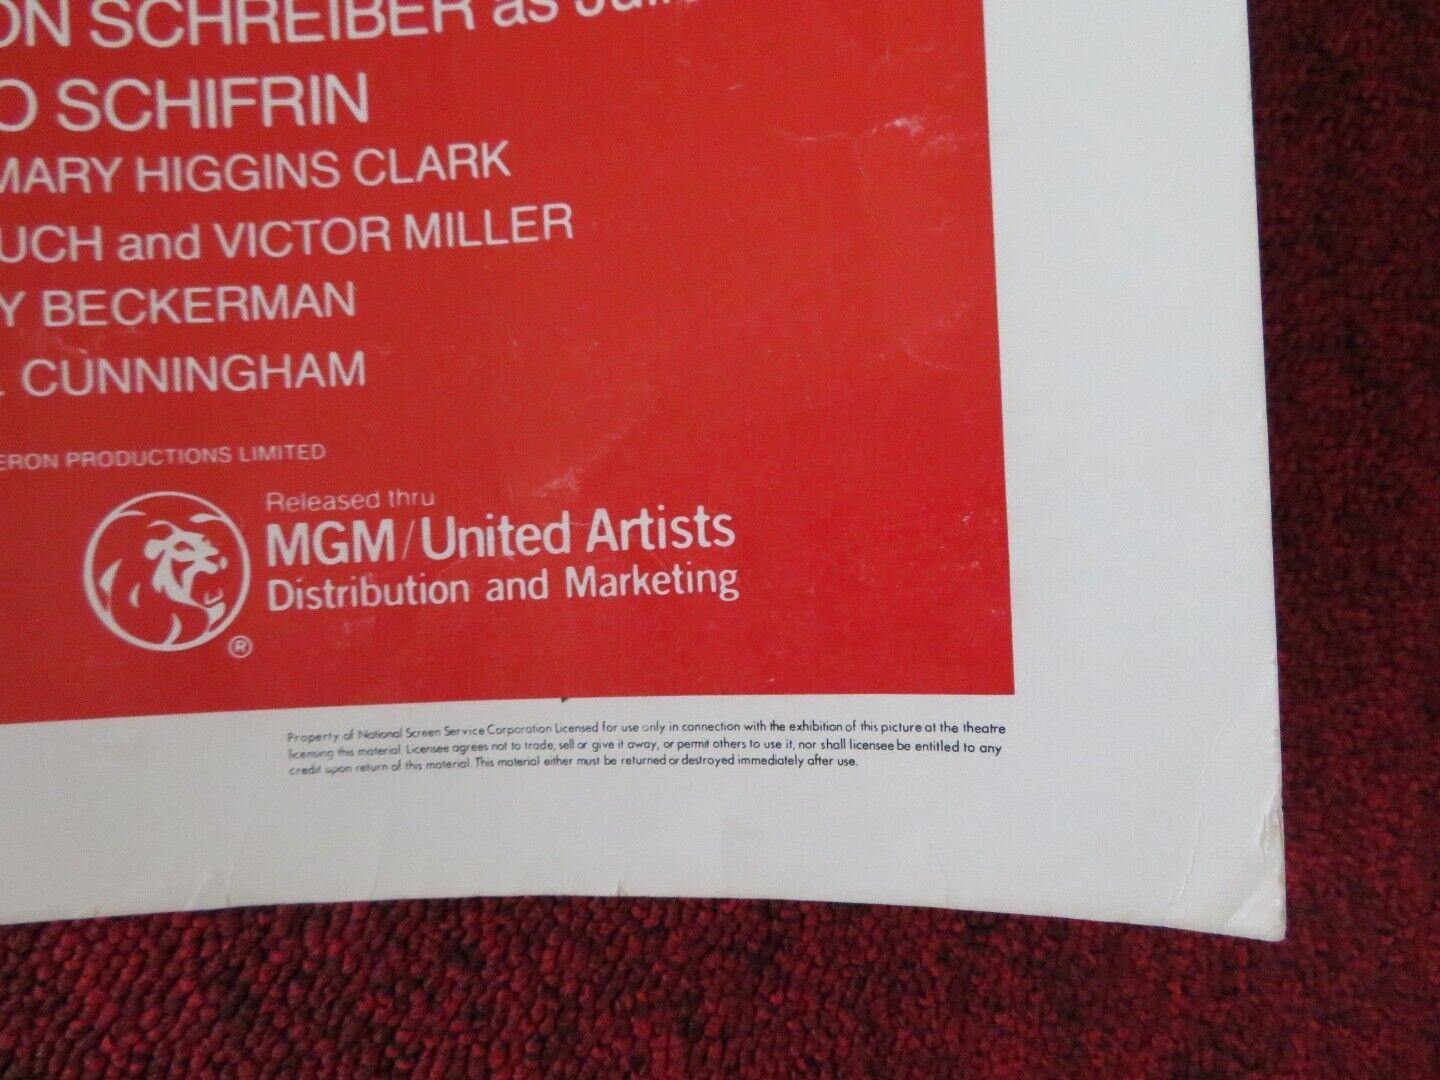 ON SCHREIBER as
O SCHIFRIN
MARY HIGGINS CLARK
UCH and VICTOR MILLER
Y BECKERMAN
CUNNINGHAM
ERON PRODUCTIONS LIMITED
Released thru
MGM/United Artists
Distribution and Marketing
®
Property of National Screen Service Corporation Licensed for use only in connection with the exhibition of this picture at the theatre
licensing this material. Licensee agrees not to trade, sell or give it away, or permit others to use it, nor shall licensee be entitled to any
credit upon return of this material. This material either must be returned or destroyed immediately after use.